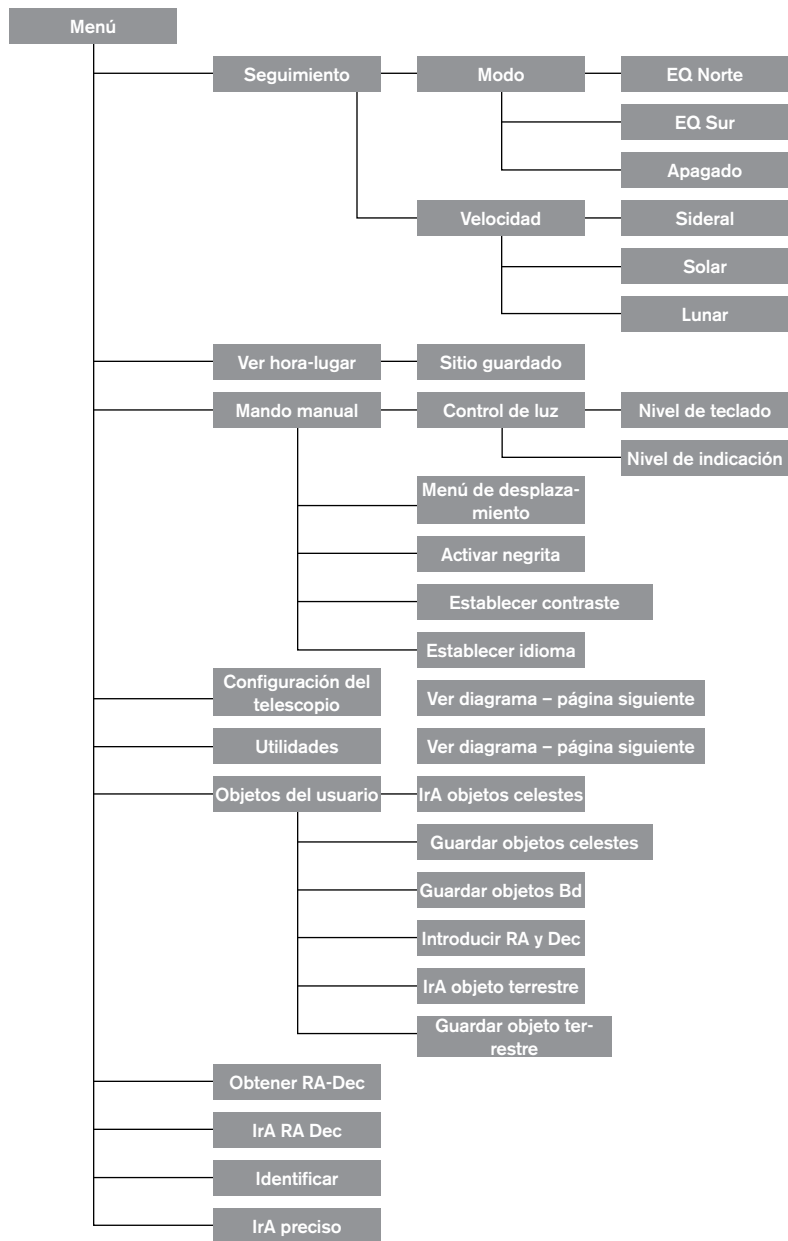 Menú
Seguimiento
Modo
EQ Norte
EQ Sur
Apagado
Velocidad
Sideral
Solar
Lunar
Ver hora-lugar
Sitio guardado
Mando manual
Control de luz
Nivel de teclado
Nivel de indicación
Menú de desplaza-
miento
Activar negrita
Establecer contraste
Establecer idioma
Configuración del
telescopio
Ver diagrama – página siguiente
Utilidades
Ver diagrama – página siguiente
Objetos del usuario
IrA objetos celestes
Guardar objetos celestes
Guardar objetos Bd
Introducir RA y Dec
IrA objeto terrestre
Guardar objeto ter-
restre
Obtener RA-Dec
IrA RA Dec
Identificar
IrA preciso